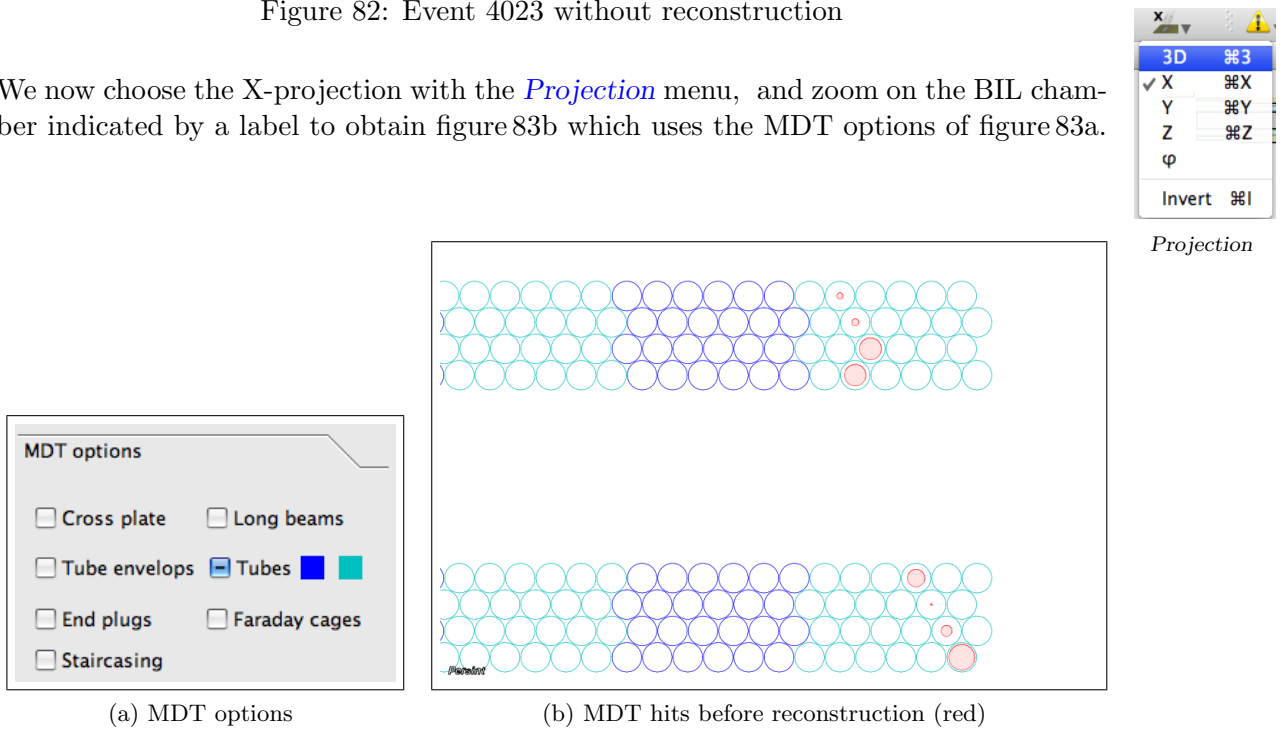 Figure 82: Event 4023 without reconstruction
We now choose the X-projection with the Projection menu, and zoom on the BIL cham-
ber indicated by a label to obtain figure 83b which uses the MDT options of figure 83a.
X
3D ⌘3
✓ X ⌘X
Y ⌘Y
Z ⌘Z
φ
Invert ⌘I
Projection
MDT options
Cross plate Long beams
Tube envelops Tubes
End plugs Faraday cages
Staircasing
Persint
(a) MDT options
(b) MDT hits before reconstruction (red)